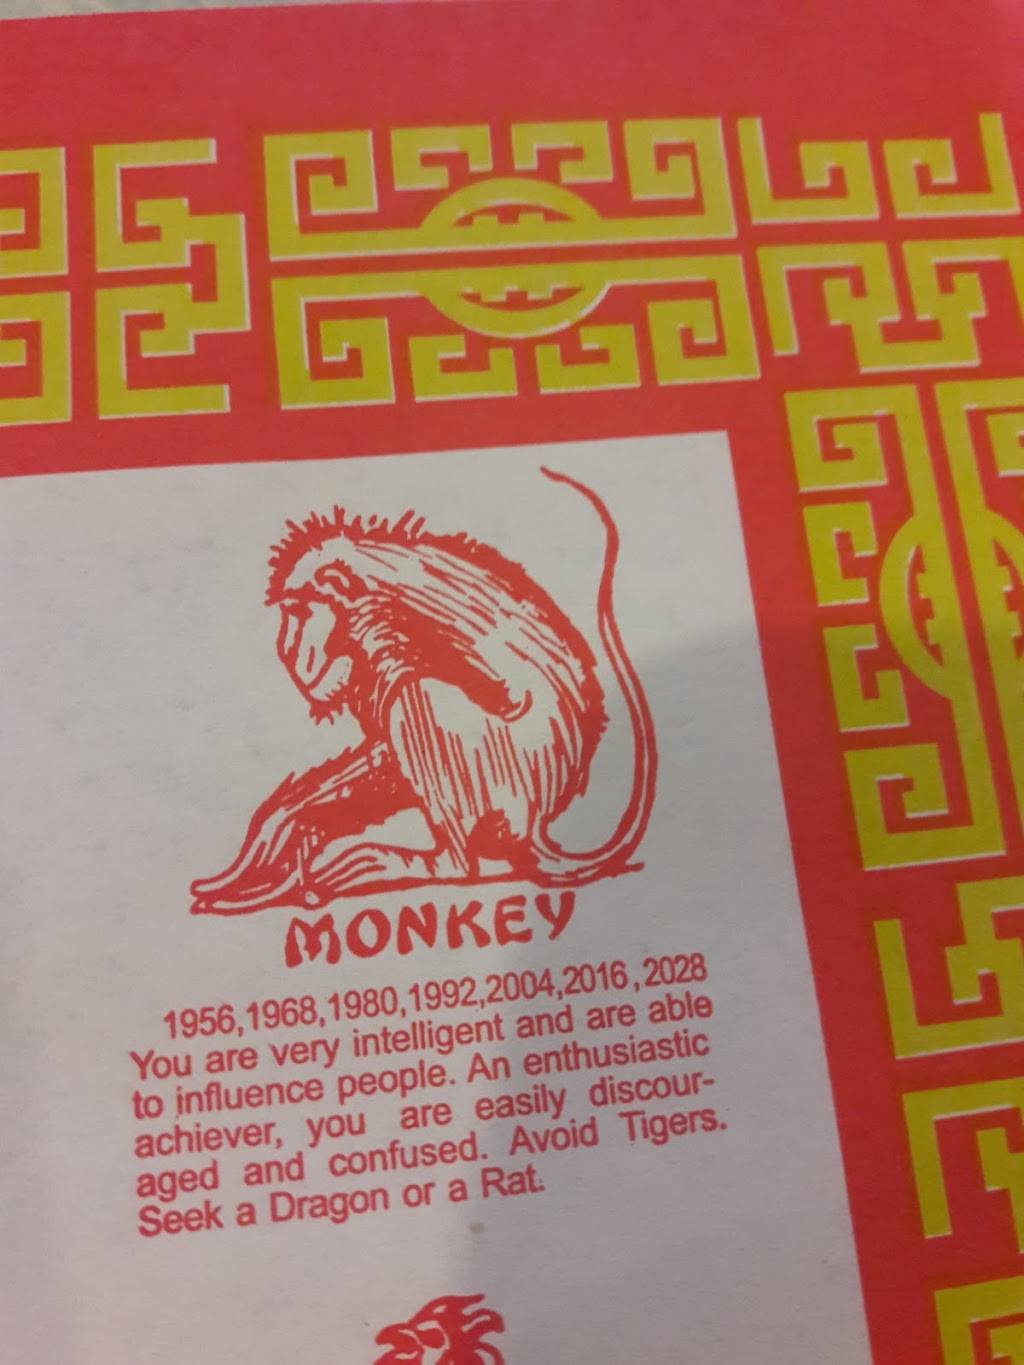 MONKEY
1956,1968,1980,1992,2004,2016,2028
You are very intelligent and are able
to influence people. An enthusiastic
achiever, you are easily discour-
aged and confused. Avoid Tigers.
Seek a Dragon or a Rat.